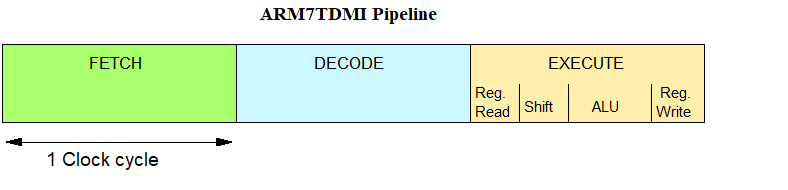 ARM7TDMI Pipeline
FETCH
DECODE
EXECUTE
Reg.
Read
Shift
ALU
Reg.
Write
1 Clock cycle